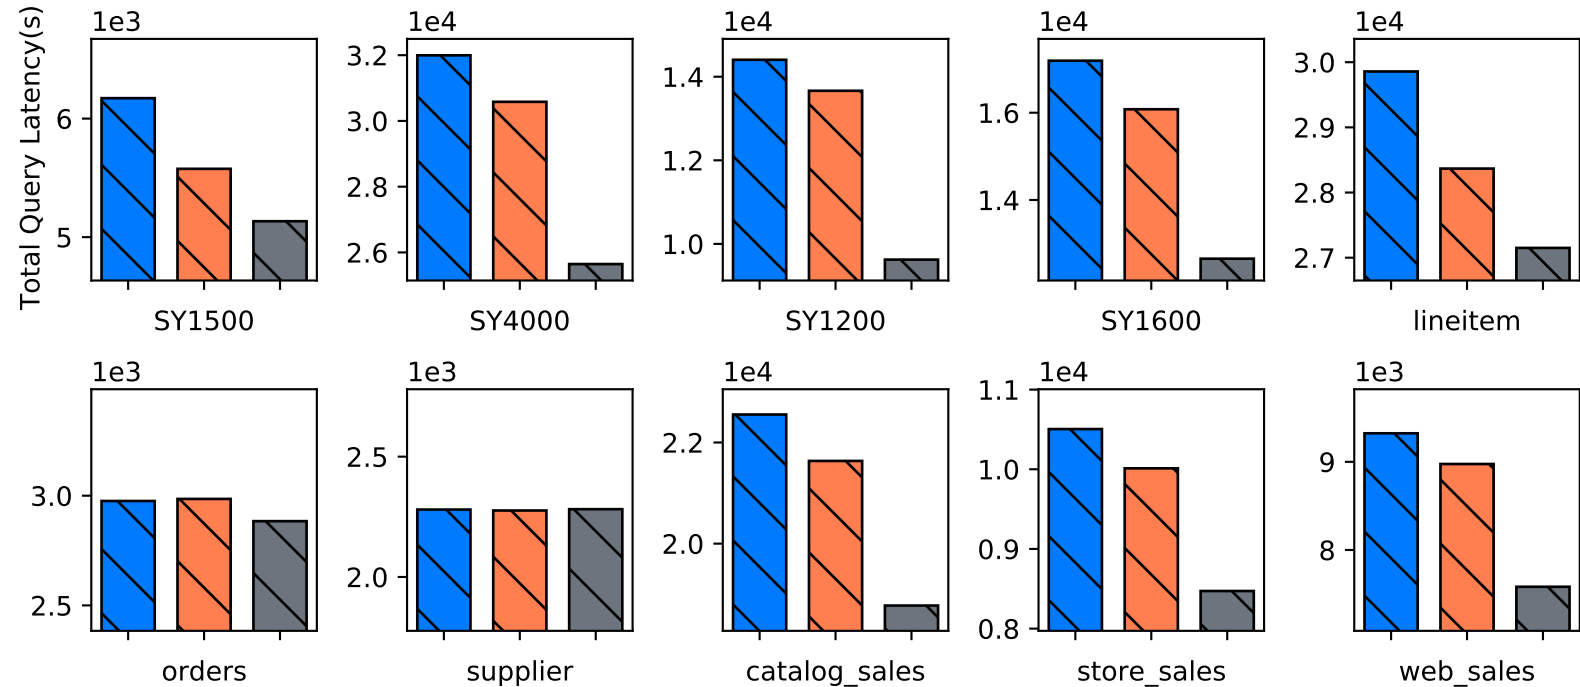 Total Query Latency(s)
1e3
6
5
SY1500
1e4
3.2
3.0
2.8
2.6
SY4000
1e4
1.4
1.2
1.0
SY1200
1e4
1.6
1.4
SY1600
1e4
3.0
2.9
2.8
2.7
lineitem
1e3
3.0
2.5
orders
1e3
2.5
2.0
supplier
1e4
2.2
2.0
catalog_sales
1e4
1.1
1.0
0.9
0.8
store_sales
1e3
9
8
web_sales